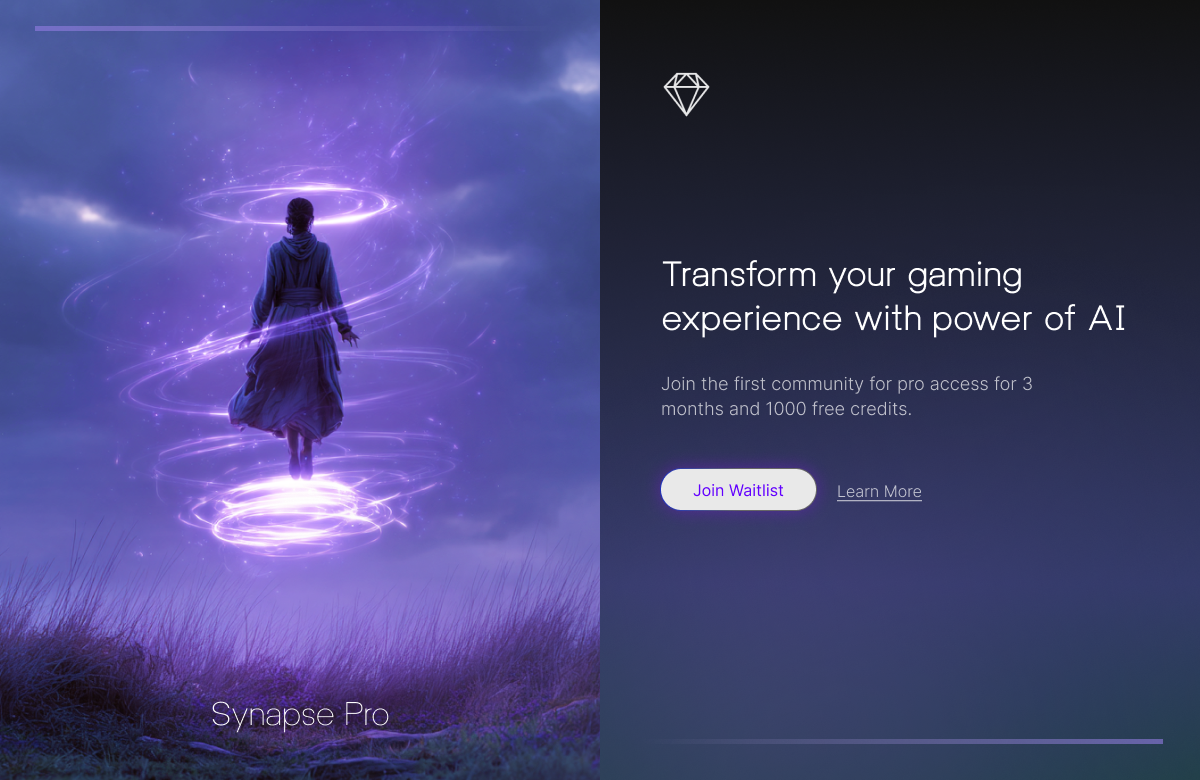 Synapse Pro
Transform your gaming
experience with power of AI
Join the first community for pro access for 3
months and 1000 free credits.
Join Waitlist
Learn More